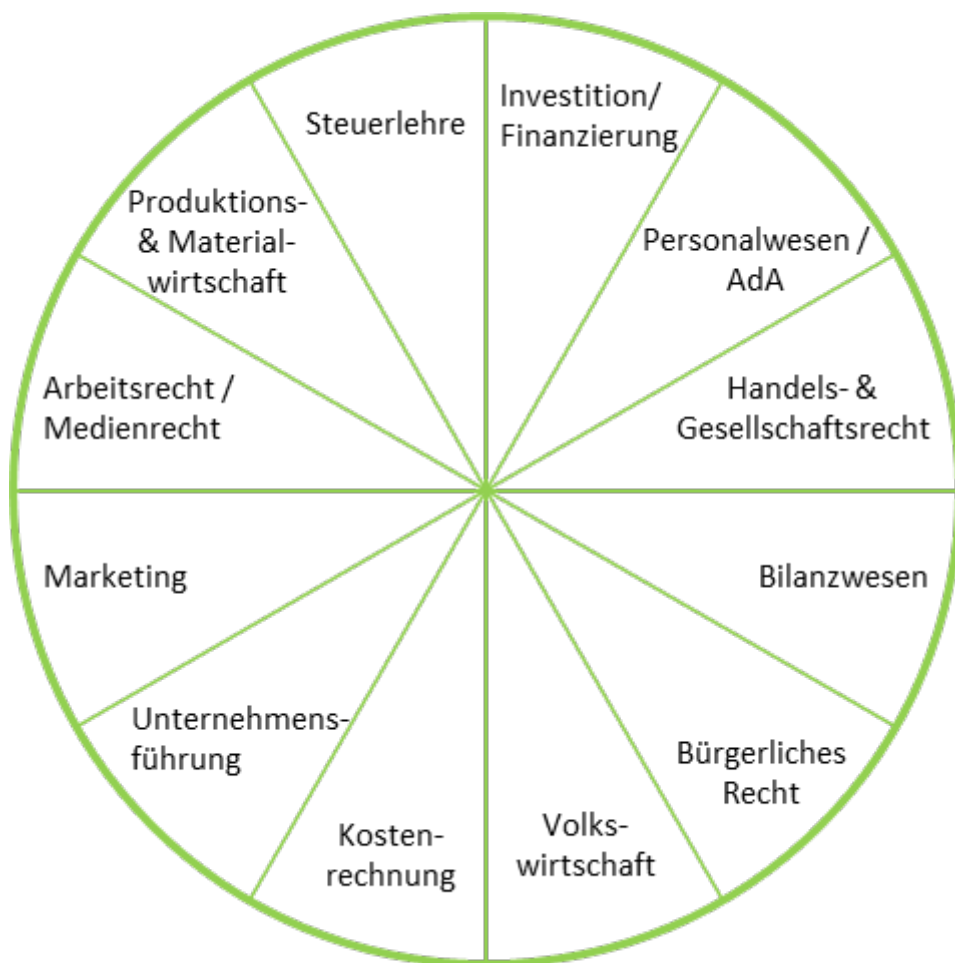 Investition/
Finanzierung
Personalwesen /
AdA
Handels- &
Gesellschaftsrecht
Bilanzwesen
Bürgerliches
Recht
Volks-
wirtschaft
Kosten-
rechnung
Unternehmens-
führung
Marketing
Arbeitsrecht /
Medienrecht
Produktions-
& Material-
wirtschaft
Steuerlehre